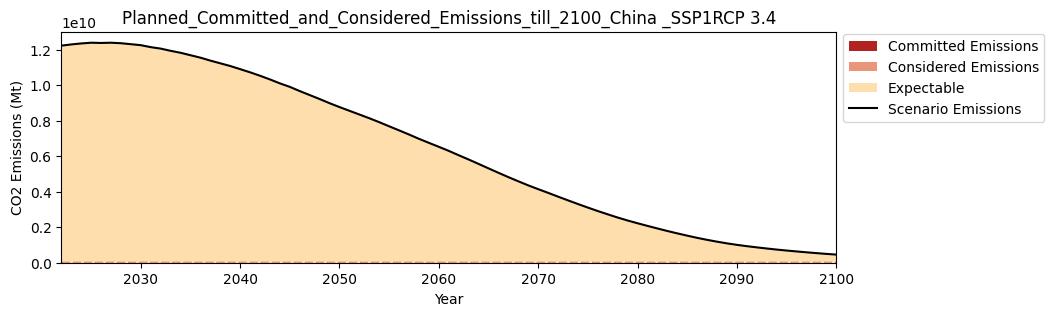 Planned_Committed_and_Considered_Emissions_till_2100_China _SSP1RCP 3.4
1e10
CO2 Emissions (Mt)
1.2
1.0
0.8
0.6
0.4
0.2
0.0
2030 2040 2050 2060 2070 2080 2090 2100
Year
Committed Emissions
Considered Emissions
Expectable
Scenario Emissions